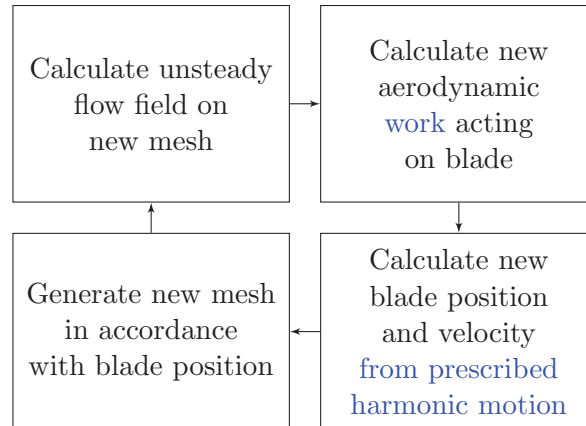 Calculate unsteady
flow field on
new mesh
Calculate new
aerodynamic
work acting
on blade
Generate new mesh
in accordance
with blade position
Calculate new
blade position
and velocity
from prescribed
harmonic motion